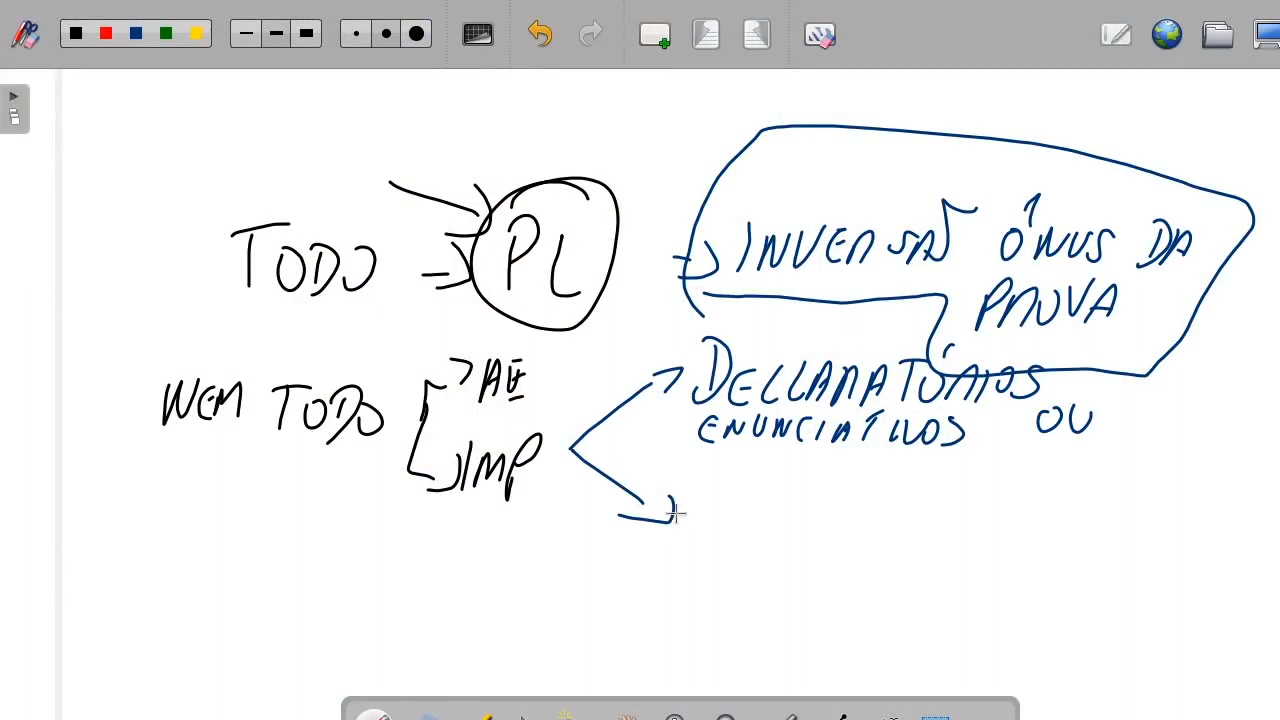 TODO → PL → INVERSÃO ÔNUS DA
PROVA
NEM TODO → AE
→ IMP
→ DECLARATÓRIOS OU
ENUNCIATIVOS